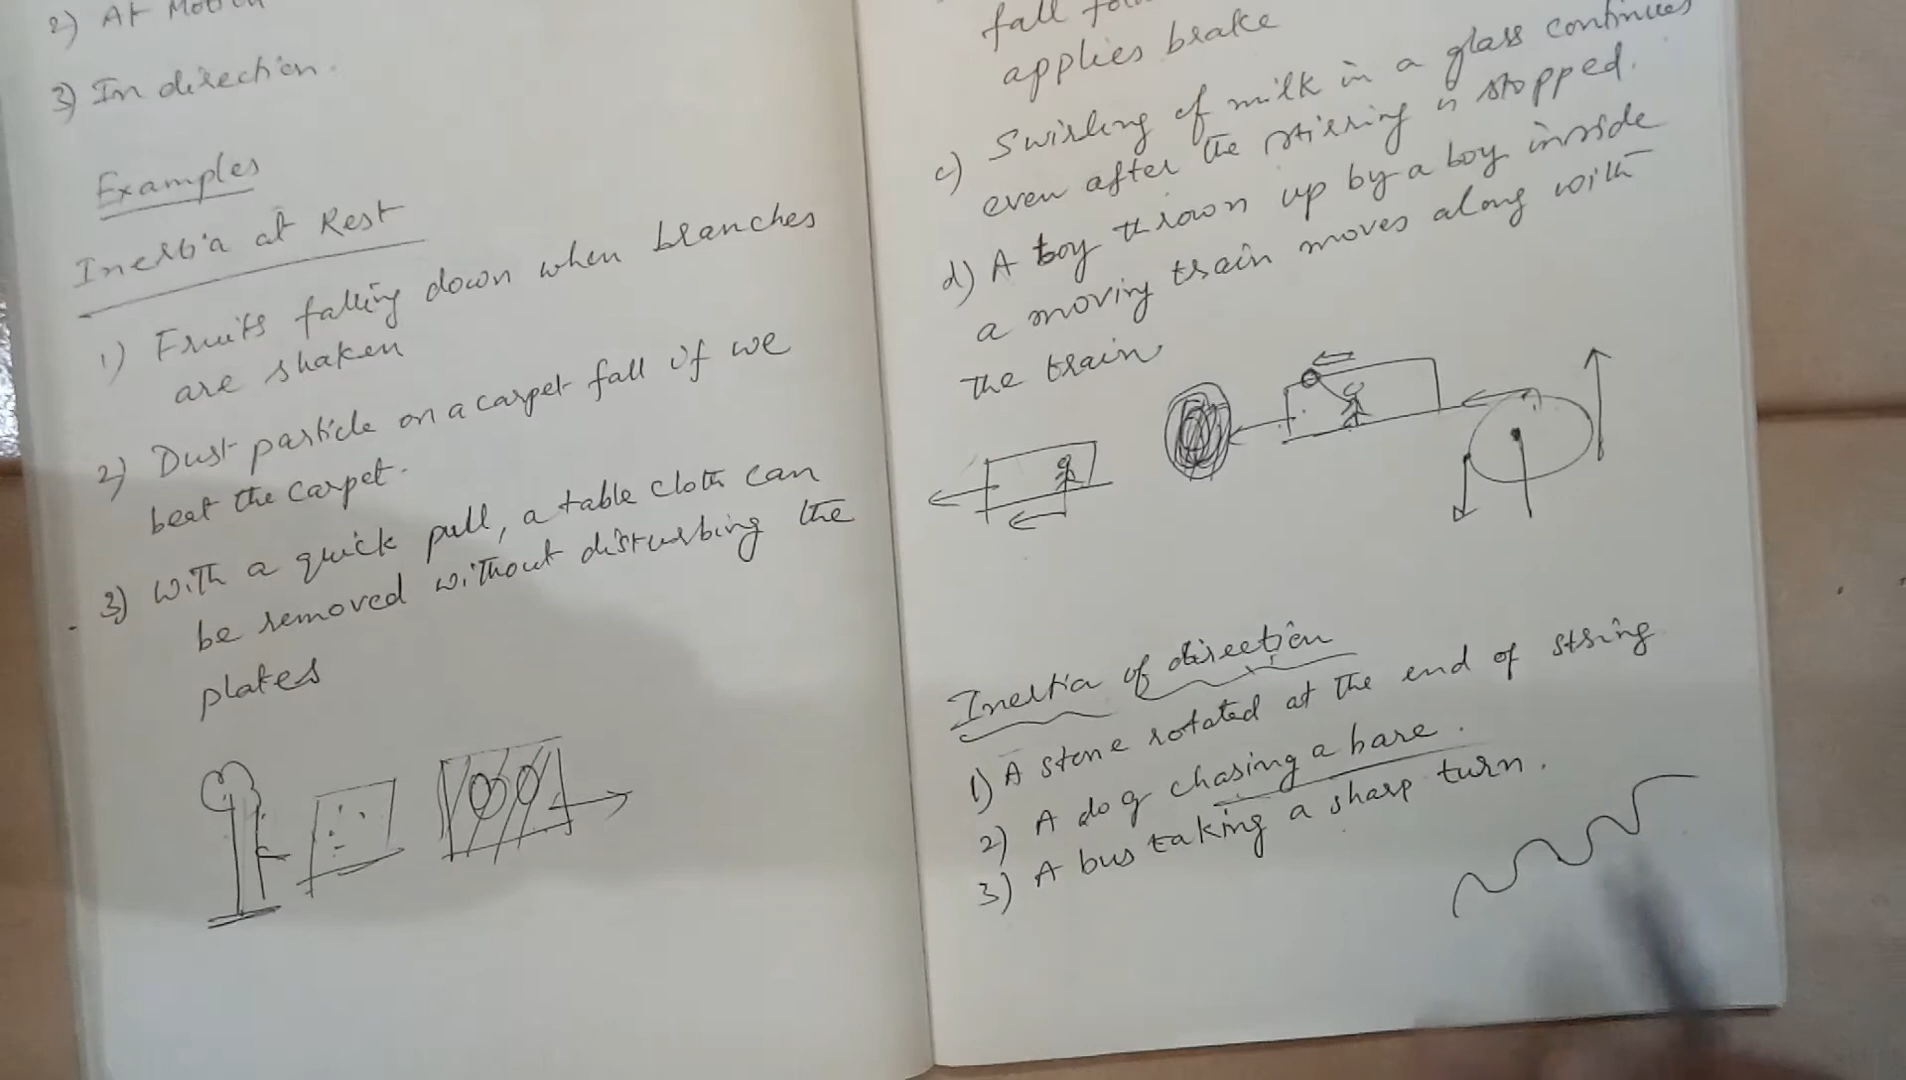 2) At Motion
3) In direction.
Examples
Inertia at Rest
1) Fruits falling down when branches
are shaken
2) Dust particle on a carpet fall if we
beat the carpet.
3) With a quick pull, a table cloth can
be removed without disturbing the
plates
fall
applies brake
c) Swirling of milk in a glass continues
even after the stirring is stopped.
d) A toy thrown up by a boy inside
a moving train moves along with
the train
Inertia of direction
1) A stone rotated at the end of string
2) A dog chasing a hare.
3) A bus taking a sharp turn.